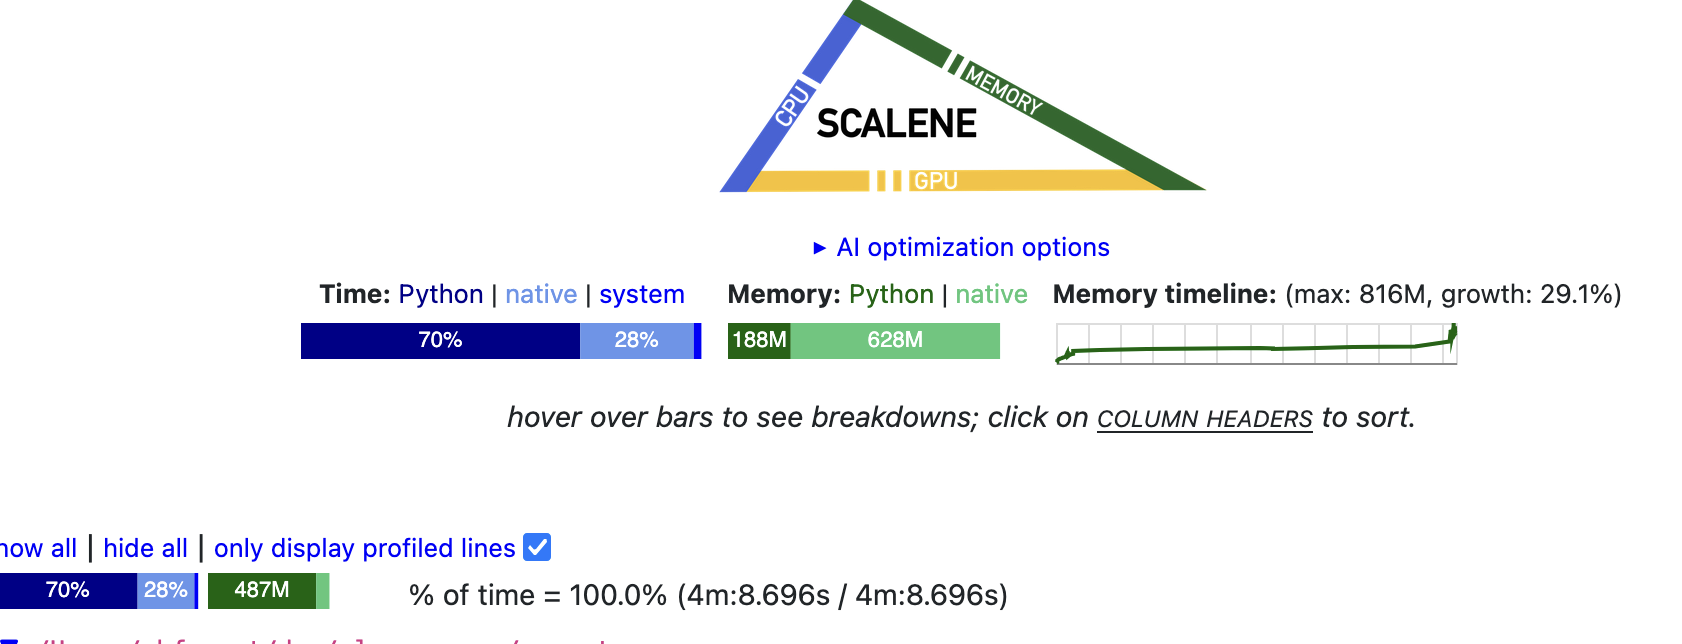 CPU
MEMORY
SCALENE
GPU
► AI optimization options
Time: Python | native | system Memory: Python | native Memory timeline: (max: 816M, growth: 29.1%)
70% 28% 188M 628M
hover over bars to see breakdowns; click on COLUMN HEADERS to sort.
all | hide all | only display profiled lines
70% 28% 487M % of time = 100.0% (4m:8.696s / 4m:8.696s)